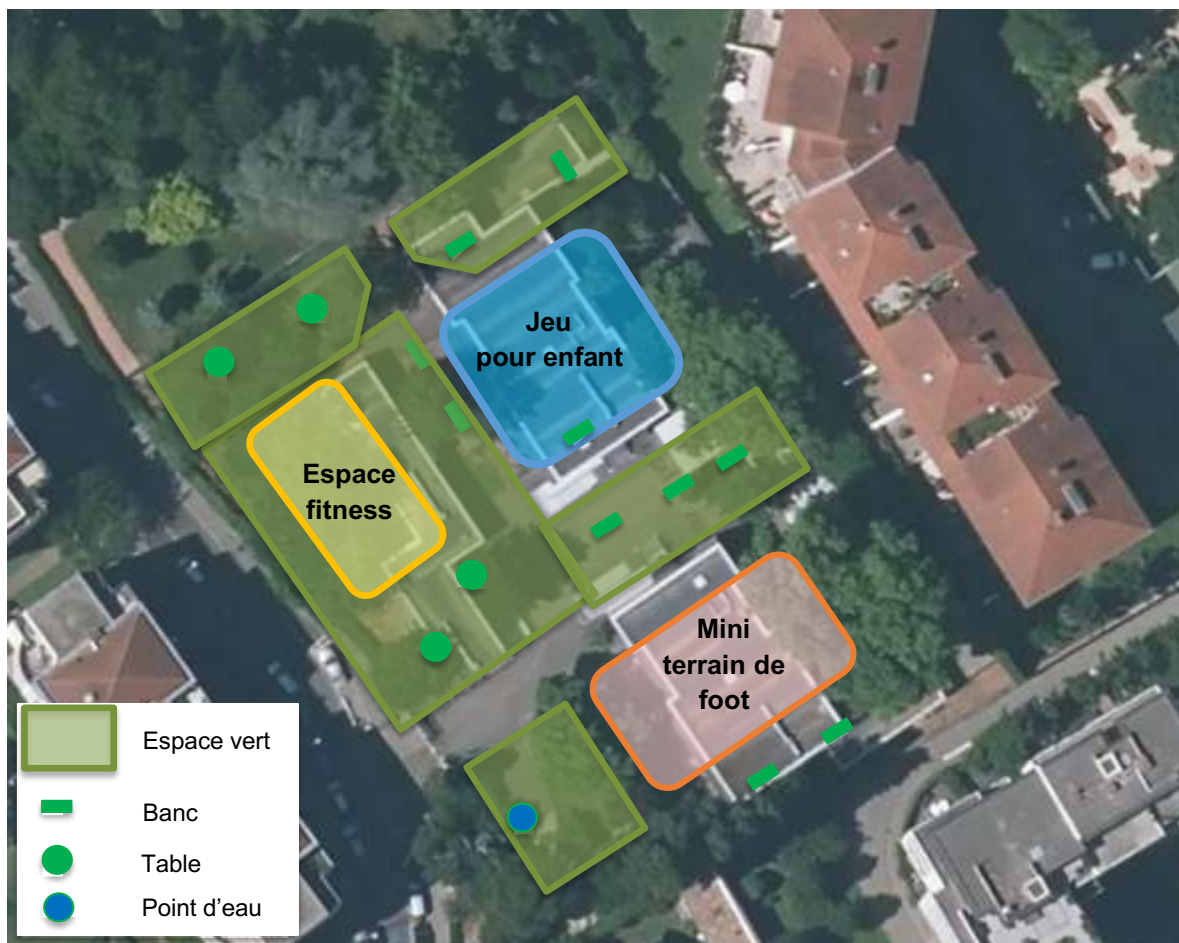 Jeu
pour enfant
Espace
fitness
Mini
terrain de
foot
Espace vert
Banc
Table
Point d'eau